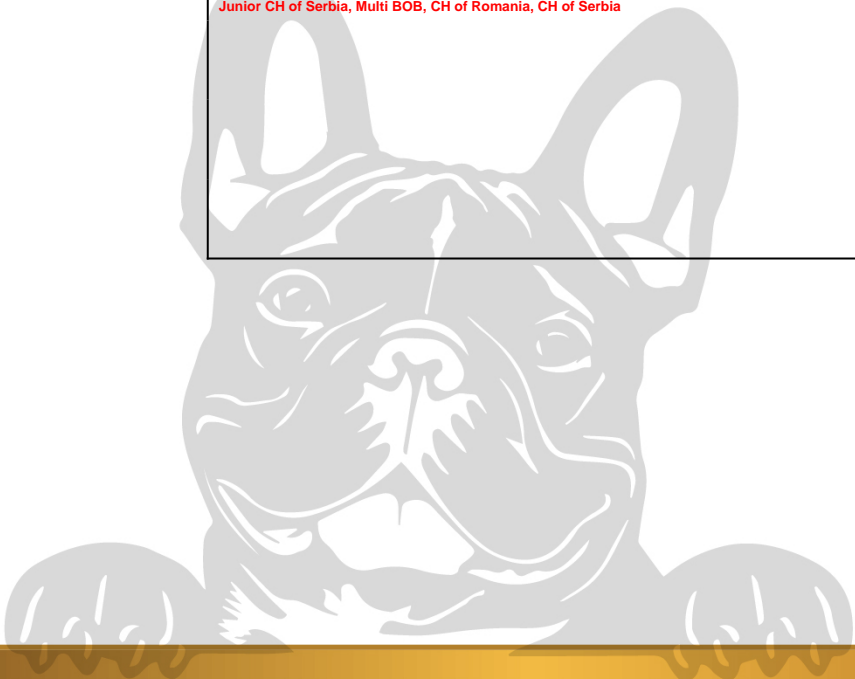 Junior CH of Serbia, Multi BOB, CH of Romania, CH of Serbia